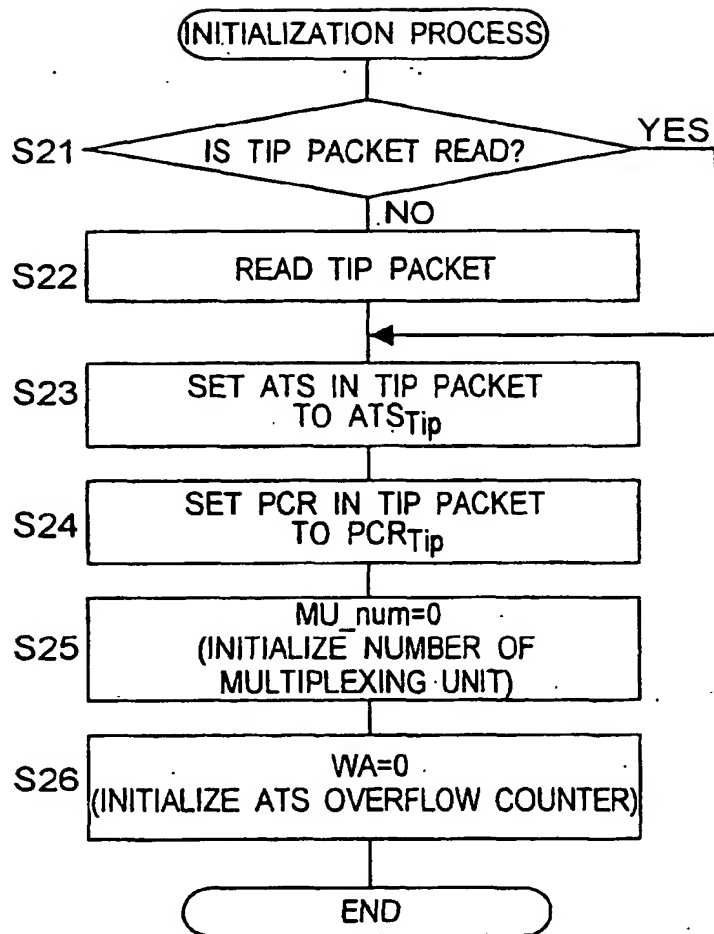 INITIALIZATION PROCESS
S21
IS TIP PACKET READ?
YES
NO
S22
READ TIP PACKET
S23
SET ATS IN TIP PACKET
TO ATSTip
S24
SET PCR IN TIP PACKET
TO PCRTip
S25
MU_num=0
(INITIALIZE NUMBER OF
MULTIPLEXING UNIT)
S26
WA=0
(INITIALIZE ATS OVERFLOW COUNTER)
END